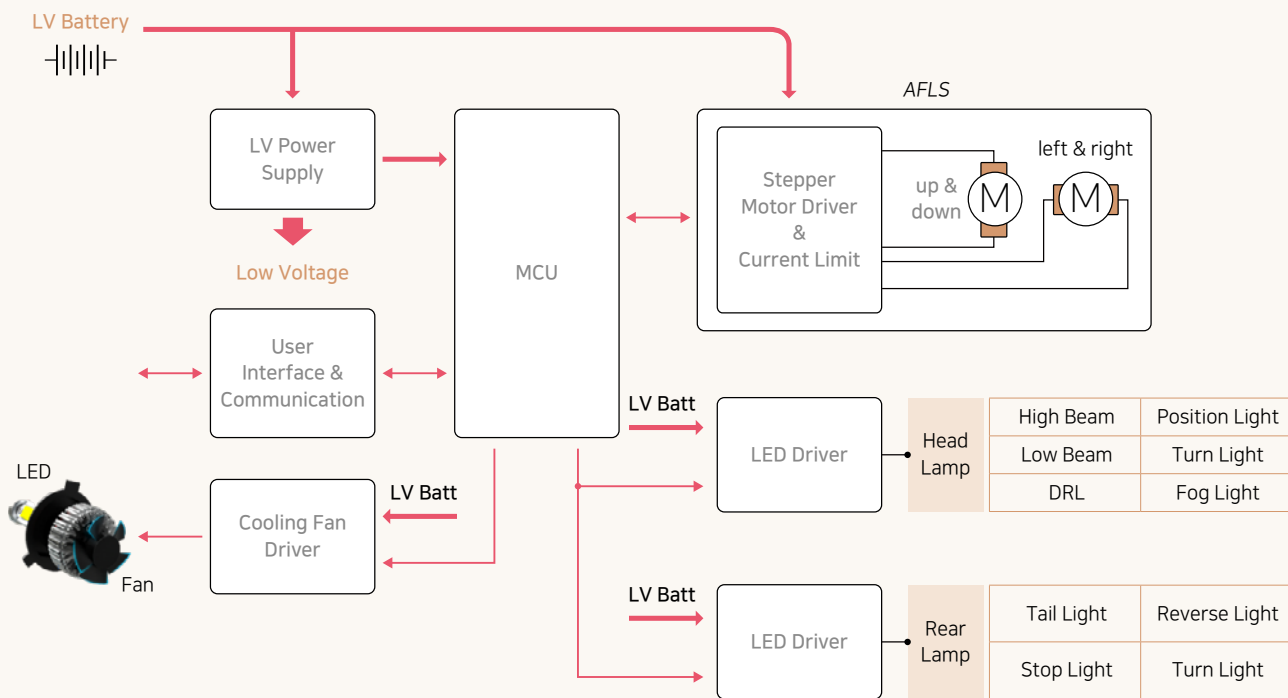 LV Battery
AFLS
LV Power
Supply
Low Voltage
MCU
Stepper
Motor Driver
&
Current Limit
up &
down
M
left & right
M
User
Interface &
Communication
LV Batt
LED Driver
Head
Lamp
High Beam
Position Light
Low Beam
Turn Light
DRL
Fog Light
LED
Fan
Cooling Fan
Driver
LV Batt
LV Batt
LED Driver
Rear
Lamp
Tail Light
Reverse Light
Stop Light
Turn Light